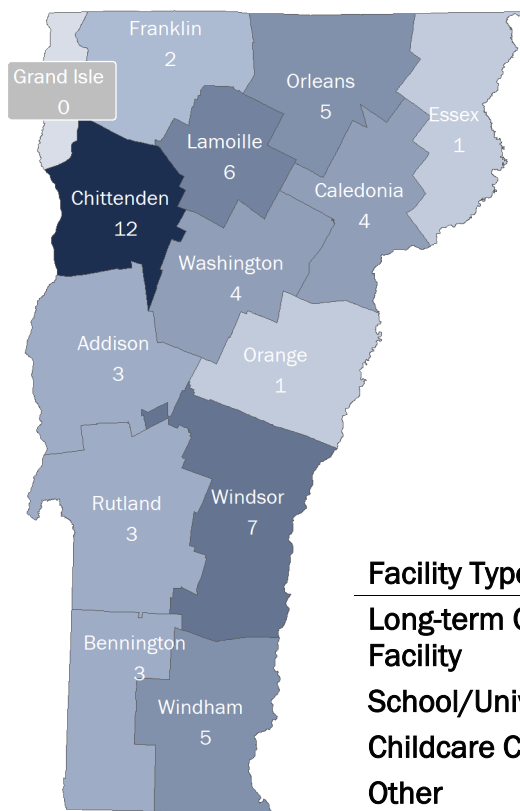 Franklin
2
Grand Isle
0
Orleans
5
Essex
1
Lamoille
6
Caledonia
4
Chittenden
12
Washington
4
Addison
3
Orange
1
Rutland
3
Windsor
7
Bennington
3
Windham
5
Facility Type
Long-term
Facility
School/Univ
Childcare C
Other